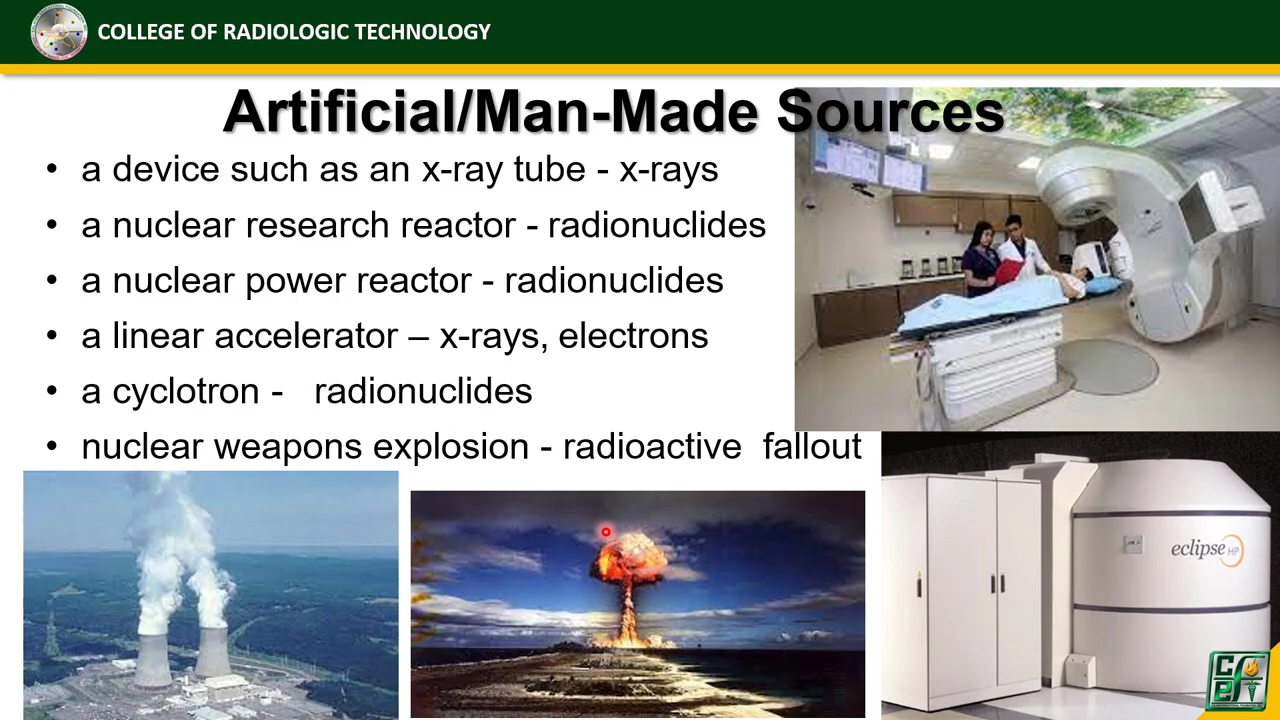 COLLEGE OF RADIOLOGIC TECHNOLOGY
Artificial/Man-Made Sources
• a device such as an x-ray tube - x-rays
• a nuclear research reactor - radionuclides
• a nuclear power reactor - radionuclides
• a linear accelerator – x-rays, electrons
• a cyclotron - radionuclides
• nuclear weapons explosion - radioactive fallout
eclipse HP